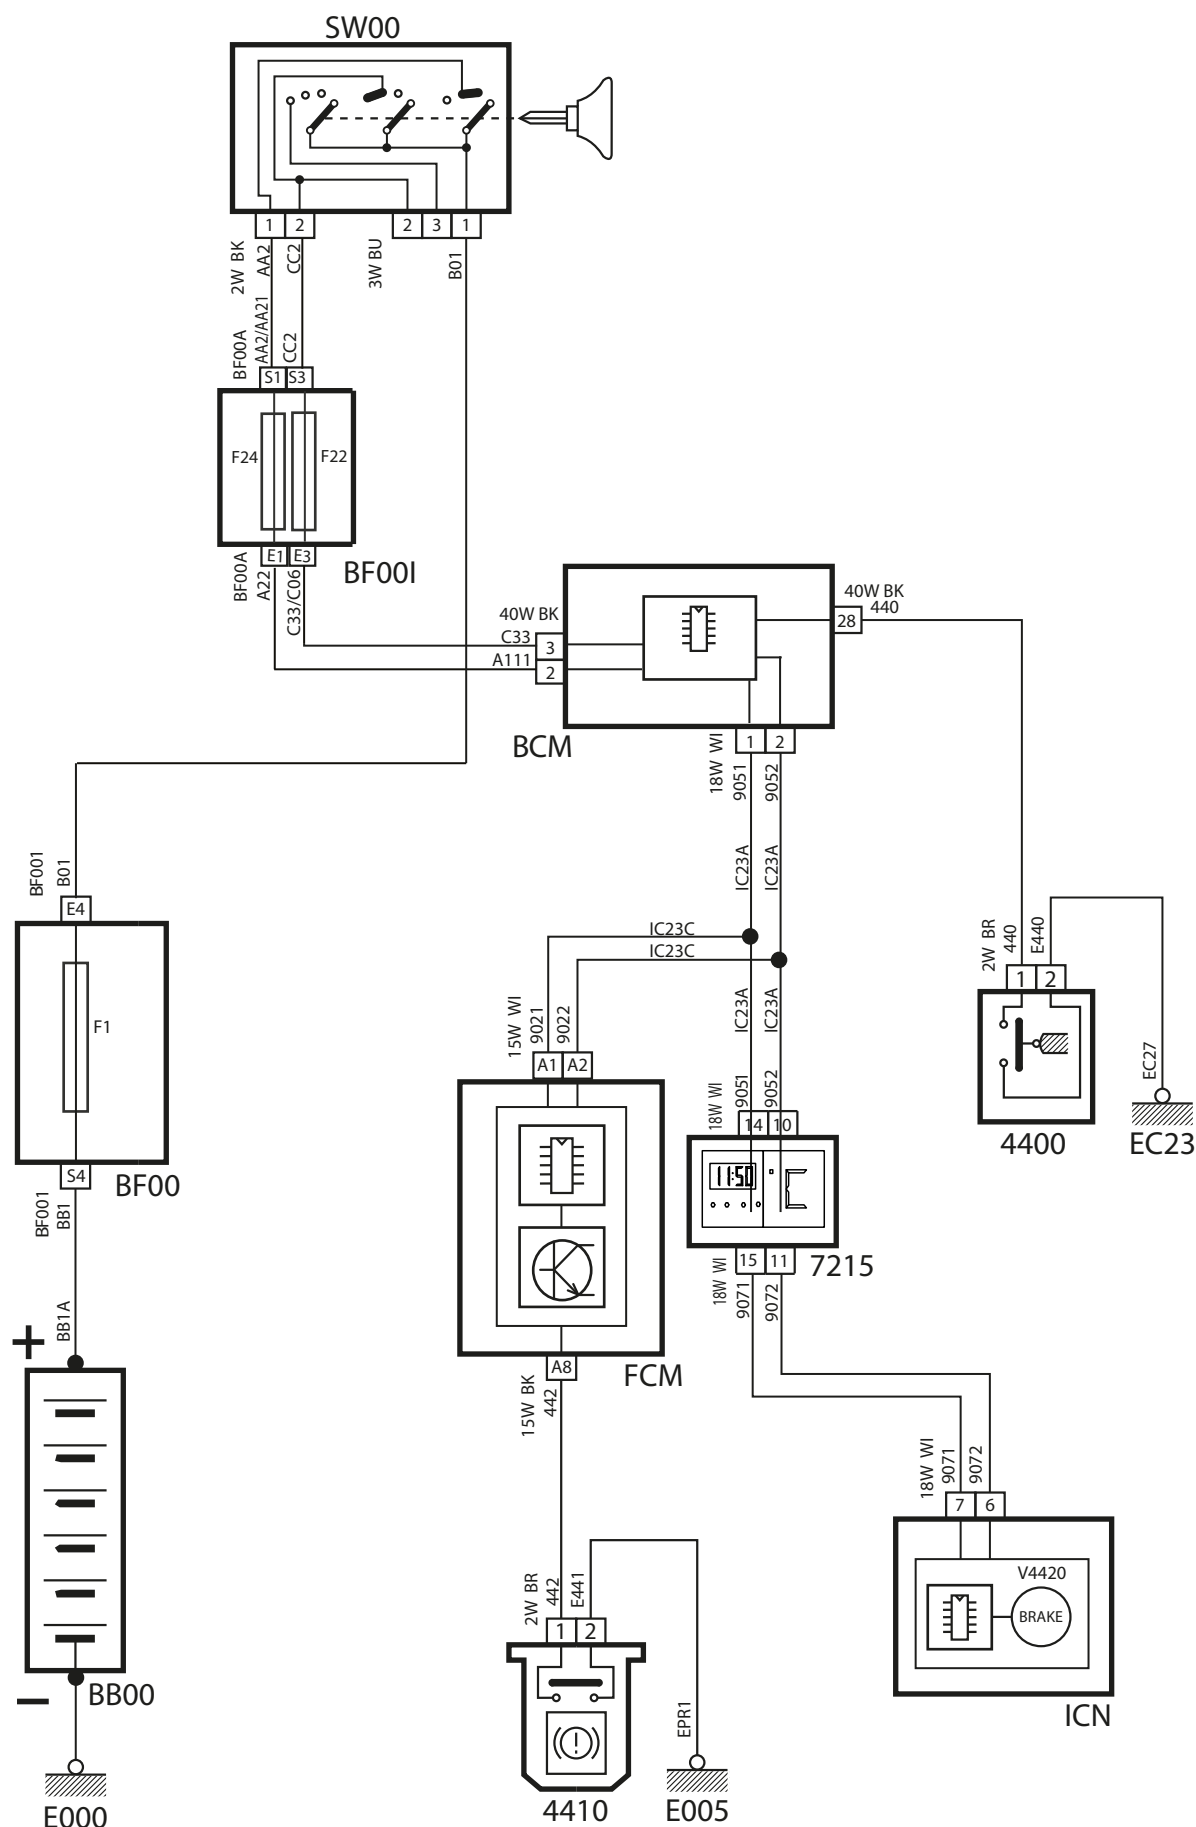 SW00
1 2 2 3 1
2W BK
AA2
CC2
3W BU
B01
BF00A
AA2/AA21
CC2
S1 S3
F24 F22
E1 E3
BF00I
BF00A
A22
C33/C06
40W BK
C33
A111
3
2
40W BK
440
28
BCM
1 2
18W WI
9051
9052
IC23A
IC23A
IC23C
IC23C
IC23A
IC23A
BF001
B01
E4
F1
S4
BF00
BF001
BB1
BB1A
+
−
BB00
E000
15W WI
9021
9022
A1 A2
FCM
A8
15W BK
442
18W WI
9051
9052
14 10
11:50
15 11
7215
18W WI
9071
9072
2W BR
440
E440
1 2
4400
EC27
EC23
18W WI
9071
9072
7 6
V4420
BRAKE
ICN
2W BR
442
E441
1 2
(!)
4410
EPR1
E005